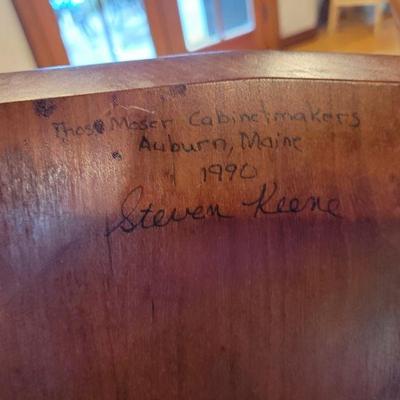 Thos. Moser Cabinetmakers
Auburn, Maine
1990
Steven Keene